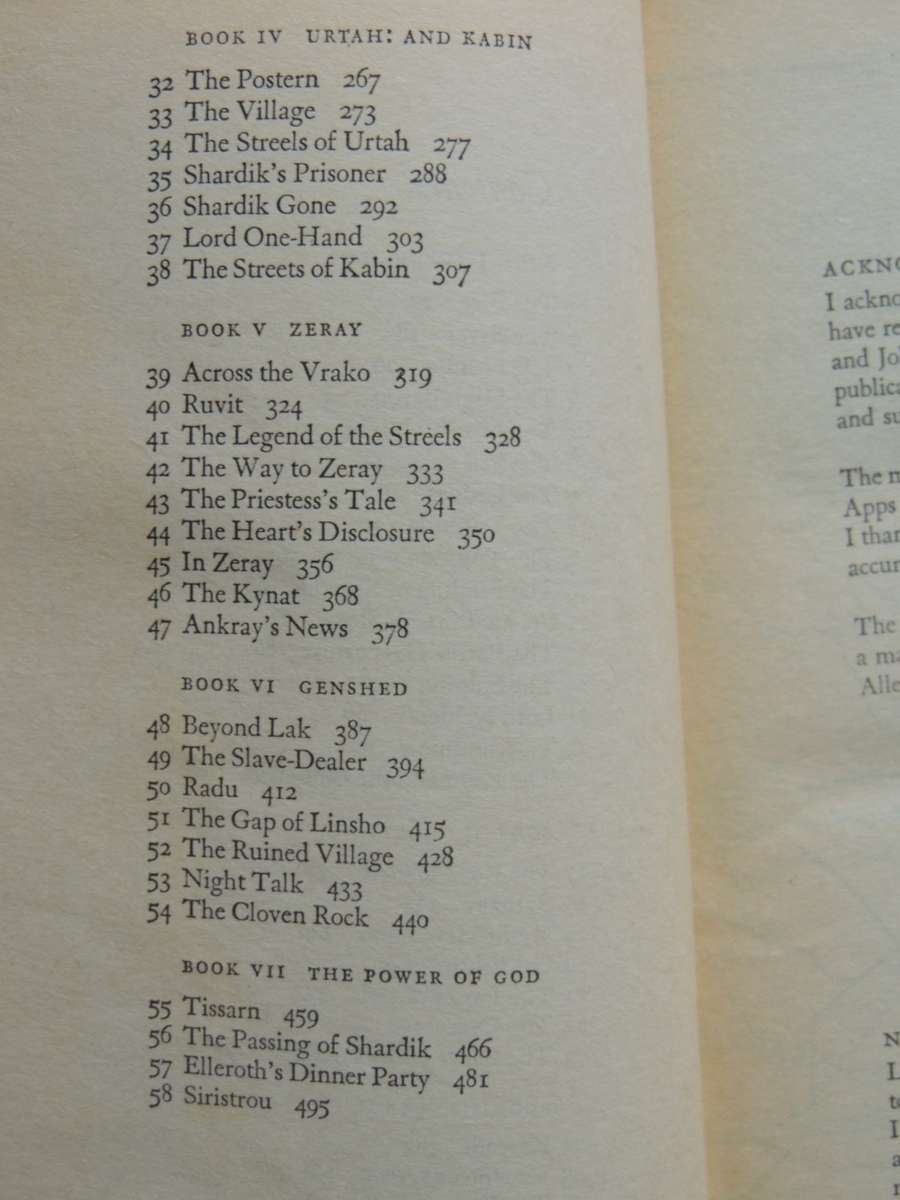 BOOK IV URTAH: AND KABIN
32 The Postern 267
33 The Village 273
34 The Streels of Urtah 277
35 Shardik's Prisoner 288
36 Shardik Gone 292
37 Lord One-Hand 303
38 The Streets of Kabin 307
BOOK V ZERAY
39 Across the Vrako 319
40 Ruvit 324
41 The Legend of the Streels 328
42 The Way to Zeray 333
43 The Priestess's Tale 341
44 The Heart's Disclosure 350
45 In Zeray 356
46 The Kynat 368
47 Ankray's News 378
BOOK VI GENSHED
48 Beyond Lak 387
49 The Slave-Dealer 394
50 Radu 412
51 The Gap of Linsho 415
52 The Ruined Village 428
53 Night Talk 433
54 The Cloven Rock 440
BOOK VII THE POWER OF GOD
55 Tissarn 459
56 The Passing of Shardik 466
57 Elleroth's Dinner Party 481
58 Siristrou 495
ACKNO
I ackno
have re
and Jo
publica
and su
The m
Apps
I than
accur
The
a ma
Alle
N
L
to
I
a